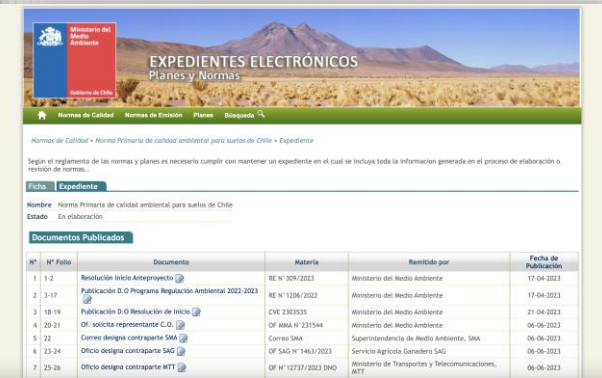 Ministerio del
Medio
Ambiente
Gobierno de Chile
EXPEDIENTES ELECTRÓNICOS
Planes y Normas
Normas de Calidad Normas de Emisión Planes Búsqueda
Normas de Calidad » Norma Primaria de calidad ambiental para suelos de Chile » Expediente
Según el reglamento de las normas y planes es necesario cumplir con mantener un expediente en el cual se incluya toda la informacion generada en el proceso de elaboración o
revisión de normas..
Ficha Expediente
Nombre Norma Primaria de calidad ambiental para suelos de Chile
Estado En elaboración
Documentos Publicados
N° N° Folio Documento Materia Remitido por Fecha de Publicación
1 1-2 Resolución Inicio Anteproyecto RE N°309/2023 Ministerio del Medio Ambiente 17-04-2023
2 3-17 Publicación D.O Programa Regulación Ambiental 2022-2023 RE N°1206/2022 Ministerio del Medio Ambiente 17-04-2023
3 18-19 Publicación D.O Resolución de Inicio CVE 2303535 Ministerio del Medio Ambiente 21-04-2023
4 20-21 Of. solicita representante C.O. OF MMA N°231544 Ministerio del Medio Ambiente 06-06-2023
5 22 Correo designa contraparte SMA Correo SMA Superintendencia de Medio Ambiente, SMA 06-06-2023
6 23-24 Oficio designa contraparte SAG OF SAG N°1463/2023 Servicio Agrícola Ganadero SAG 06-06-2023
7 25-26 Oficio designa contraparte MTT OF N°12737/2023 DNO Ministerio de Transportes y Telecomunicaciones, MTT 06-06-2023